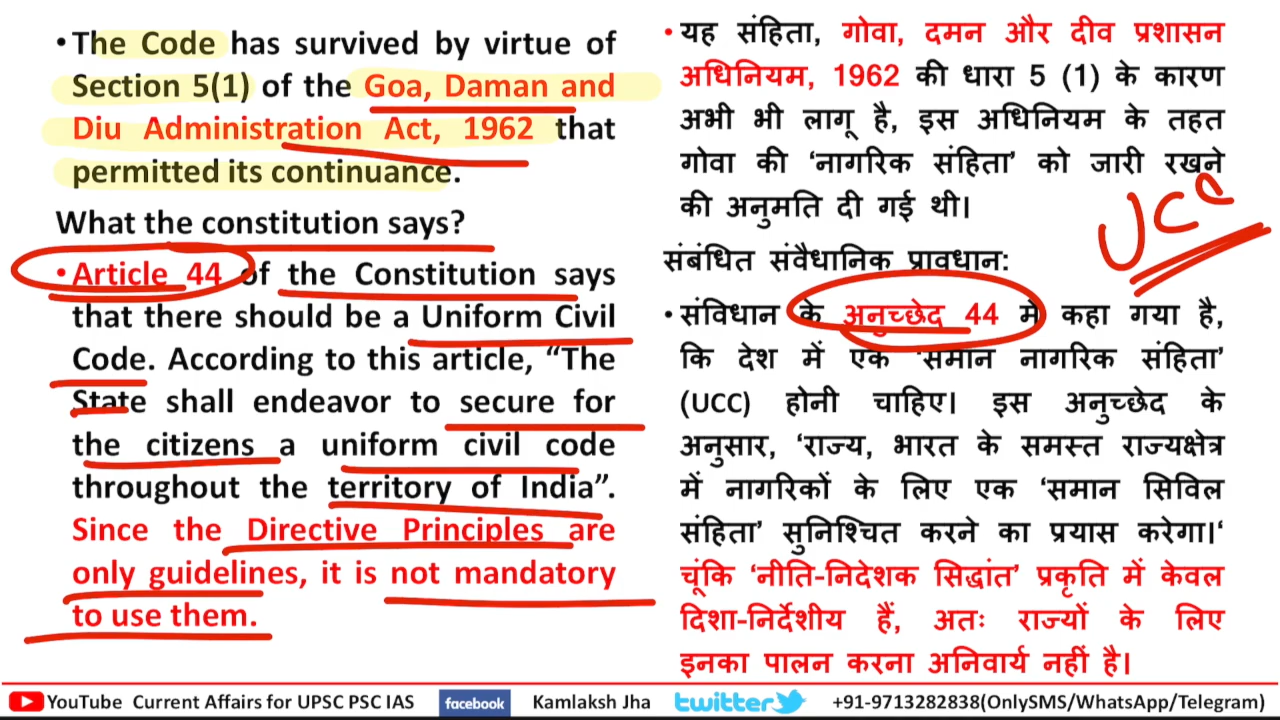 •The Code has survived by virtue of
Section 5(1) of the Goa, Daman and
Diu Administration Act, 1962 that
permitted its continuance.
What the constitution says?
•Article 44 of the Constitution says
that there should be a Uniform Civil
Code. According to this article, “The
State shall endeavor to secure for
the citizens a uniform civil code
throughout the territory of India”.
Since the Directive Principles are
only guidelines, it is not mandatory
to use them.
•यह संहिता, गोवा, दमन और दीव प्रशासन
अधिनियम, 1962 की धारा 5 (1) के कारण
अभी भी लागू है, इस अधिनियम के तहत
गोवा की ‘नागरिक संहिता’ को जारी रखने
की अनुमति दी गई थी।
UCC
संबंधित संवैधानिक प्रावधान:
•संविधान के अनुच्छेद 44 में कहा गया है,
कि देश में एक ‘समान नागरिक संहिता’
(UCC) होनी चाहिए। इस अनुच्छेद के
अनुसार, ‘राज्य, भारत के समस्त राज्यक्षेत्र
में नागरिकों के लिए एक ‘समान सिविल
संहिता’ सुनिश्चित करने का प्रयास करेगा।‘
चूंकि ‘नीति-निदेशक सिद्धांत’ प्रकृति में केवल
दिशा-निर्देशीय हैं, अतः राज्यों के लिए
इनका पालन करना अनिवार्य नहीं है।
YouTube Current Affairs for UPSC PSC IAS facebook Kamlaksh Jha twitter +91-9713282838(OnlySMS/WhatsApp/Telegram)